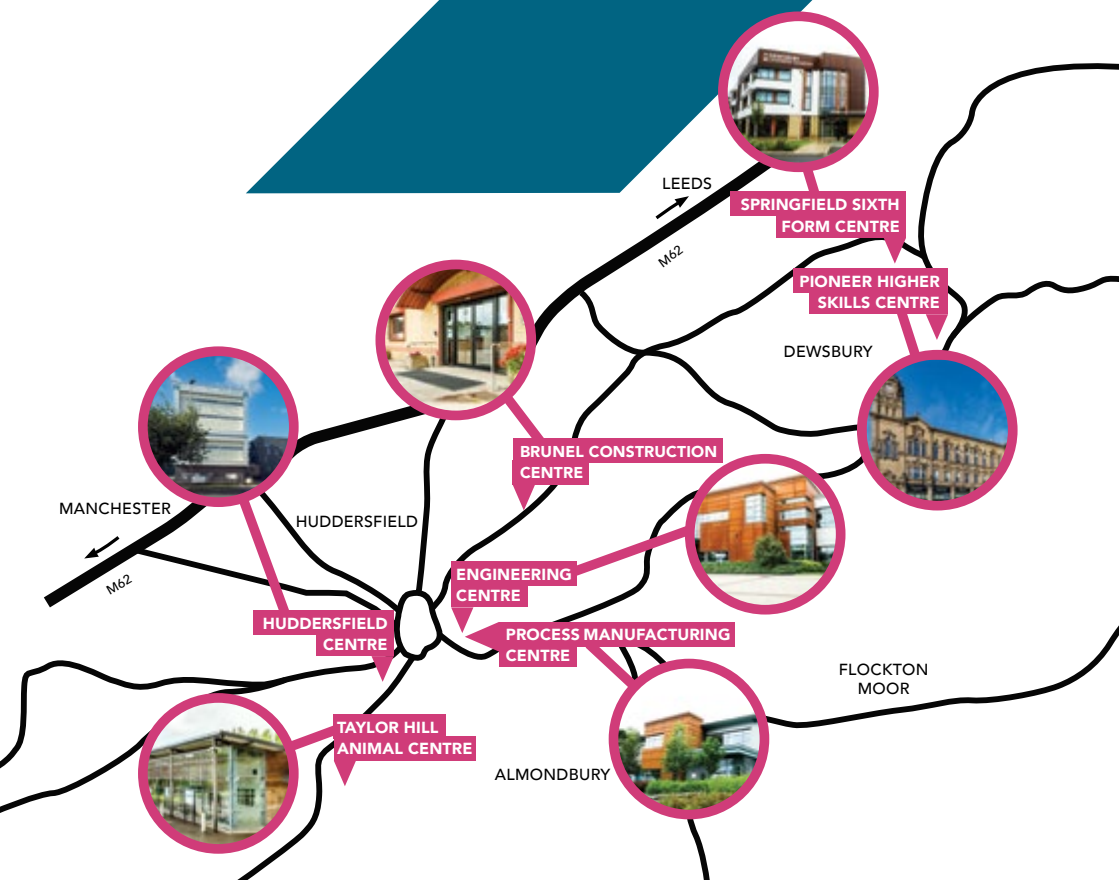 LEEDS
SPRINGFIELD SIXTH
FORM CENTRE
M62
PIONEER HIGHER
SKILLS CENTRE
DEWSBURY
BRUNEL CONSTRUCTION
CENTRE
MANCHESTER
HUDDERSFIELD
M62
ENGINEERING
CENTRE
HUDDERSFIELD
CENTRE
PROCESS MANUFACTURING
CENTRE
FLOCKTON
MOOR
TAYLOR HILL
ANIMAL CENTRE
ALMONDBURY